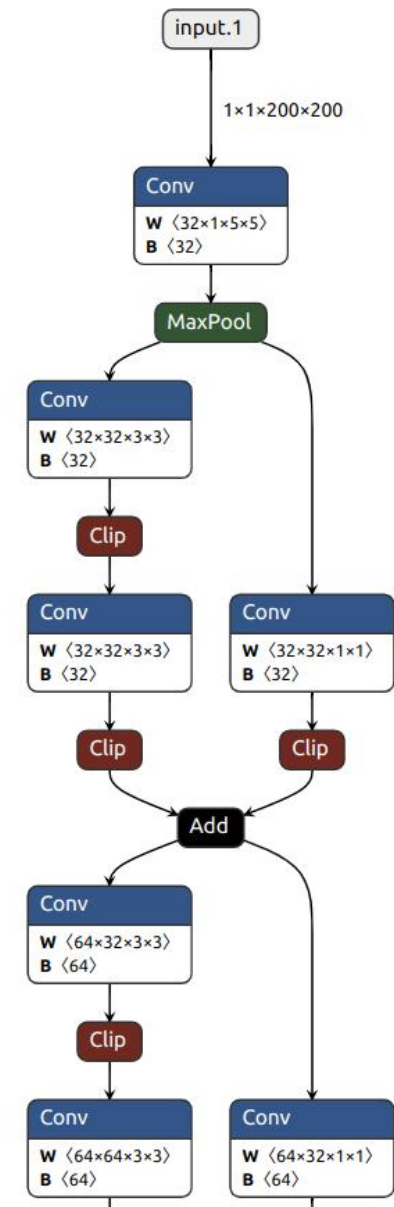 input.1
1×1×200×200
Conv
W 〈32×1×5×5〉
B 〈32〉
MaxPool
Conv
W 〈32×32×3×3〉
B 〈32〉
Clip
Conv
W 〈32×32×3×3〉
B 〈32〉
Conv
W 〈32×32×1×1〉
B 〈32〉
Clip
Clip
Add
Conv
W 〈64×32×3×3〉
B 〈64〉
Clip
Conv
W 〈64×64×3×3〉
B 〈64〉
Conv
W 〈64×32×1×1〉
B 〈64〉